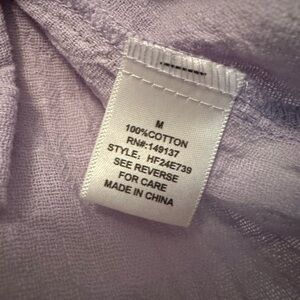 M
100%COTTON
RN#:149137
STYLE: HF24E739
SEE REVERSE
FOR CARE
MADE IN CHINA